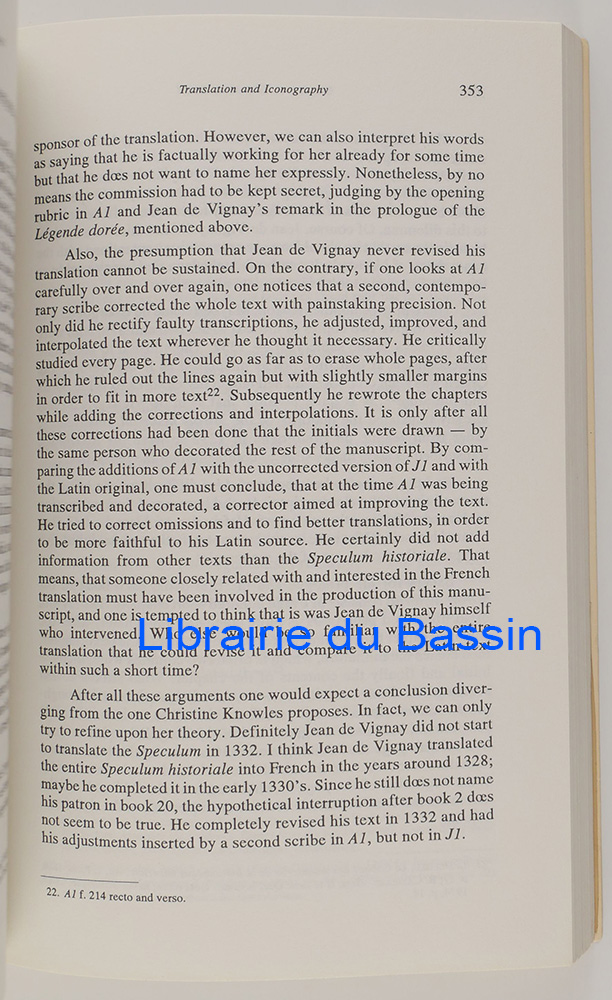 Translation and Iconography 353
sponsor of the translation. However, we can also interpret his words
as saying that he is factually working for her already for some time
but that he dœs not want to name her expressly. Nonetheless, by no
means the commission had to be kept secret, judging by the opening
rubric in A1 and Jean de Vignay's remark in the prologue of the
Légende dorée, mentioned above.
Also, the presumption that Jean de Vignay never revised his
translation cannot be sustained. On the contrary, if one looks at A1
carefully over and over again, one notices that a second, contempo-
rary scribe corrected the whole text with painstaking precision. Not
only did he rectify faulty transcriptions, he adjusted, improved, and
interpolated the text wherever he thought it necessary. He critically
studied every page. He could go as far as to erase whole pages, after
which he ruled out the lines again but with slightly smaller margins
in order to fit in more text22. Subsequently he rewrote the chapters
while adding the corrections and interpolations. It is only after all
these corrections had been done that the initials were drawn — by
the same person who decorated the rest of the manuscript. By com-
paring the additions of A1 with the uncorrected version of J1 and with
the Latin original, one must conclude, that at the time A1 was being
transcribed and decorated, a corrector aimed at improving the text.
He tried to correct omissions and to find better translations, in order
to be more faithful to his Latin source. He certainly did not add
information from other texts than the Speculum historiale. That
means, that someone closely related with and interested in the French
translation must have been involved in the production of this manu-
script, and one is tempted to think that is was Jean de Vignay himself
who intervened. Who else would be so familiar with the entire
Librairie du Bassin
translation that he could revise it and compare it to the Latin text
within such a short time?
After all these arguments one would expect a conclusion diver-
ging from the one Christine Knowles proposes. In fact, we can only
try to refine upon her theory. Definitely Jean de Vignay did not start
to translate the Speculum in 1332. I think Jean de Vignay translated
the entire Speculum historiale into French in the years around 1328;
maybe he completed it in the early 1330's. Since he still dœs not name
his patron in book 20, the hypothetical interruption after book 2 dœs
not seem to be true. He completely revised his text in 1332 and had
his adjustments inserted by a second scribe in A1, but not in J1.
22. A1 f. 214 recto and verso.